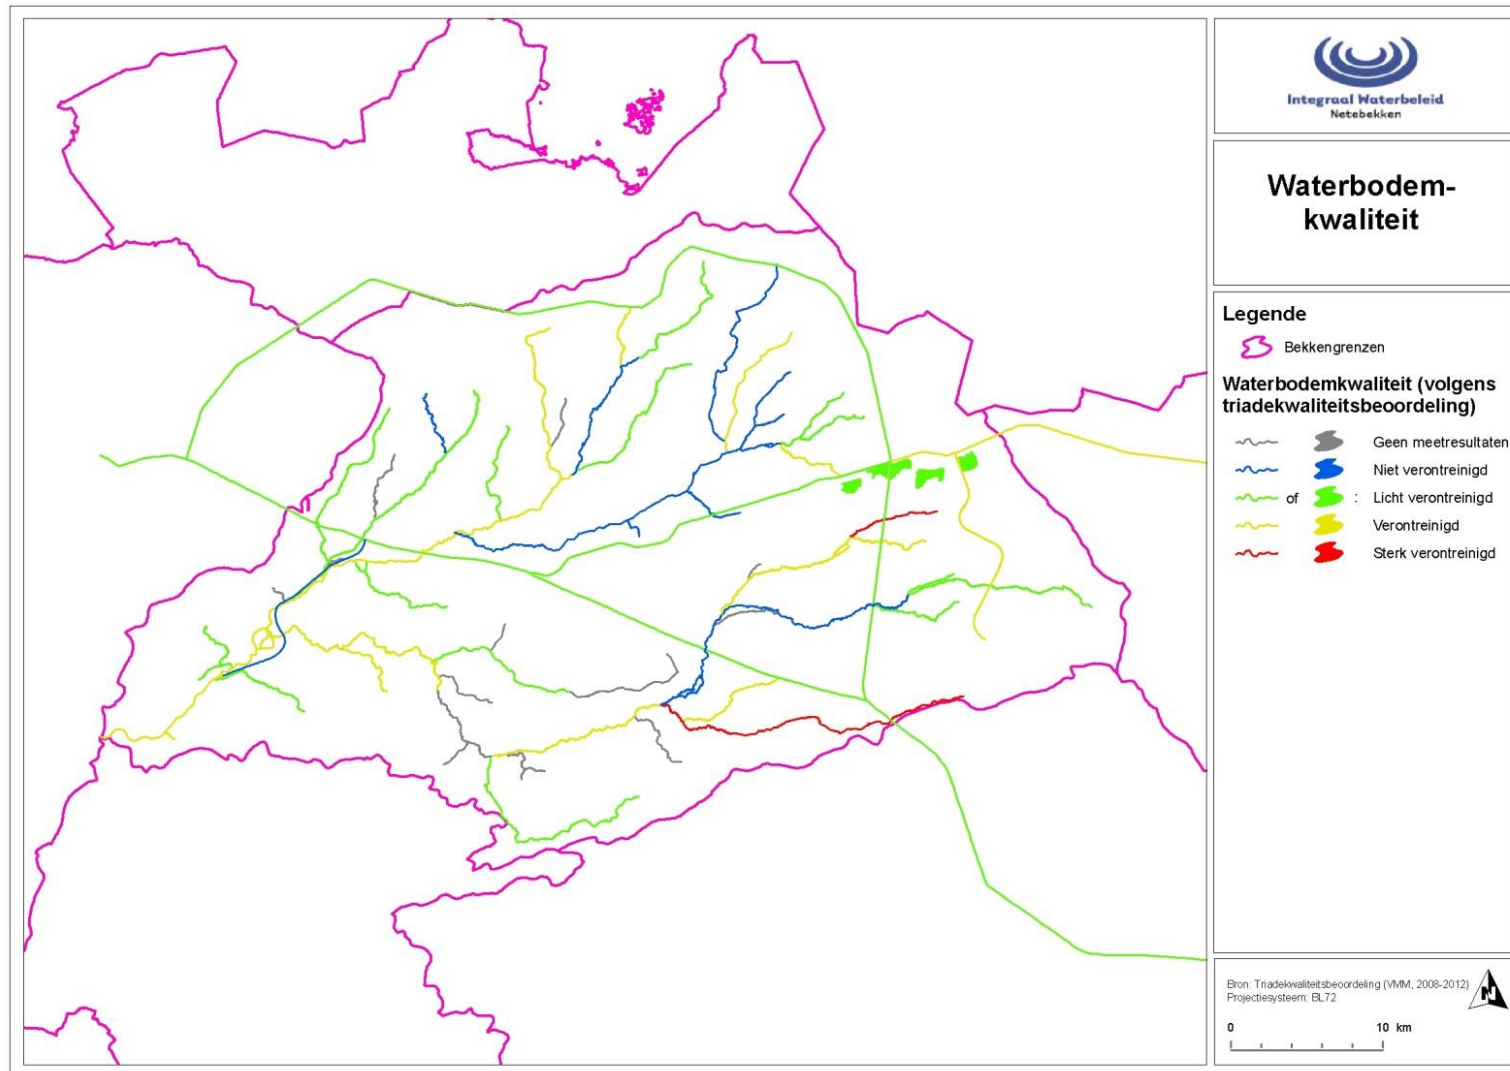 Integraal Waterbeleid
Netebekken
Waterbodem-
kwaliteit
Legende
Bekkengrenzen
Waterbodemkwaliteit (volgens
triadekwaliteitsbeoordeling)
Geen meetresultaten
Niet verontreinigd
of : Licht verontreinigd
Verontreinigd
Sterk verontreinigd
Bron: Triadekwaliteitsbeoordeling (VMM, 2008-2012)
Projectiesysteem: BL72
N
0 10 km